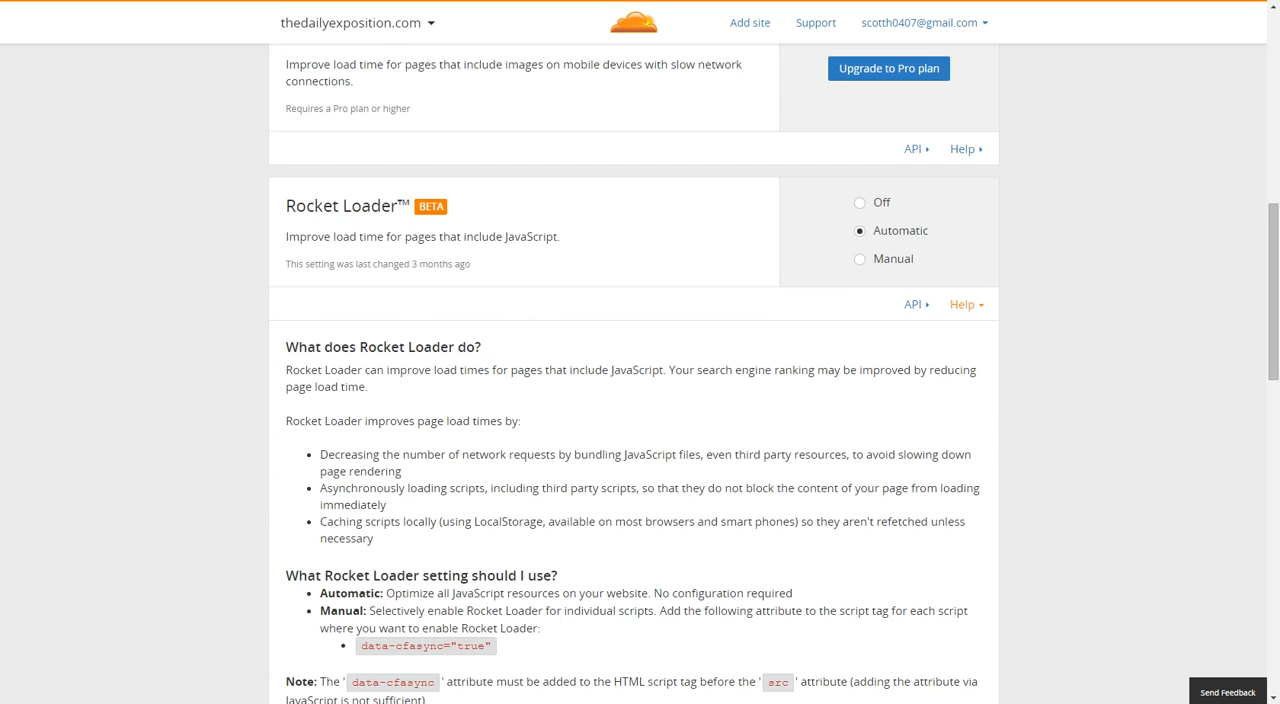 thedailyexposition.com
Add site
Support
scotth0407@gmail.com
Improve load time for pages that include images on mobile devices with slow network
connections.
Requires a Pro plan or higher
Upgrade to Pro plan
API
Help
Rocket Loader™ BETA
Improve load time for pages that include JavaScript.
This setting was last changed 3 months ago
Off
Automatic
Manual
API
Help
What does Rocket Loader do?
Rocket Loader can improve load times for pages that include JavaScript. Your search engine ranking may be improved by reducing
page load time.
Rocket Loader improves page load times by:
• Decreasing the number of network requests by bundling JavaScript files, even third party resources, to avoid slowing down
page rendering
• Asynchronously loading scripts, including third party scripts, so that they do not block the content of your page from loading
immediately
• Caching scripts locally (using LocalStorage, available on most browsers and smart phones) so they aren't refetched unless
necessary
What Rocket Loader setting should I use?
• Automatic: Optimize all JavaScript resources on your website. No configuration required
• Manual: Selectively enable Rocket Loader for individual scripts. Add the following attribute to the script tag for each script
where you want to enable Rocket Loader:
• data-cfasync="true"
Note: The 'data-cfasync' attribute must be added to the HTML script tag before the 'src' attribute (adding the attribute via
JavaScript is not sufficient)
Send Feedback